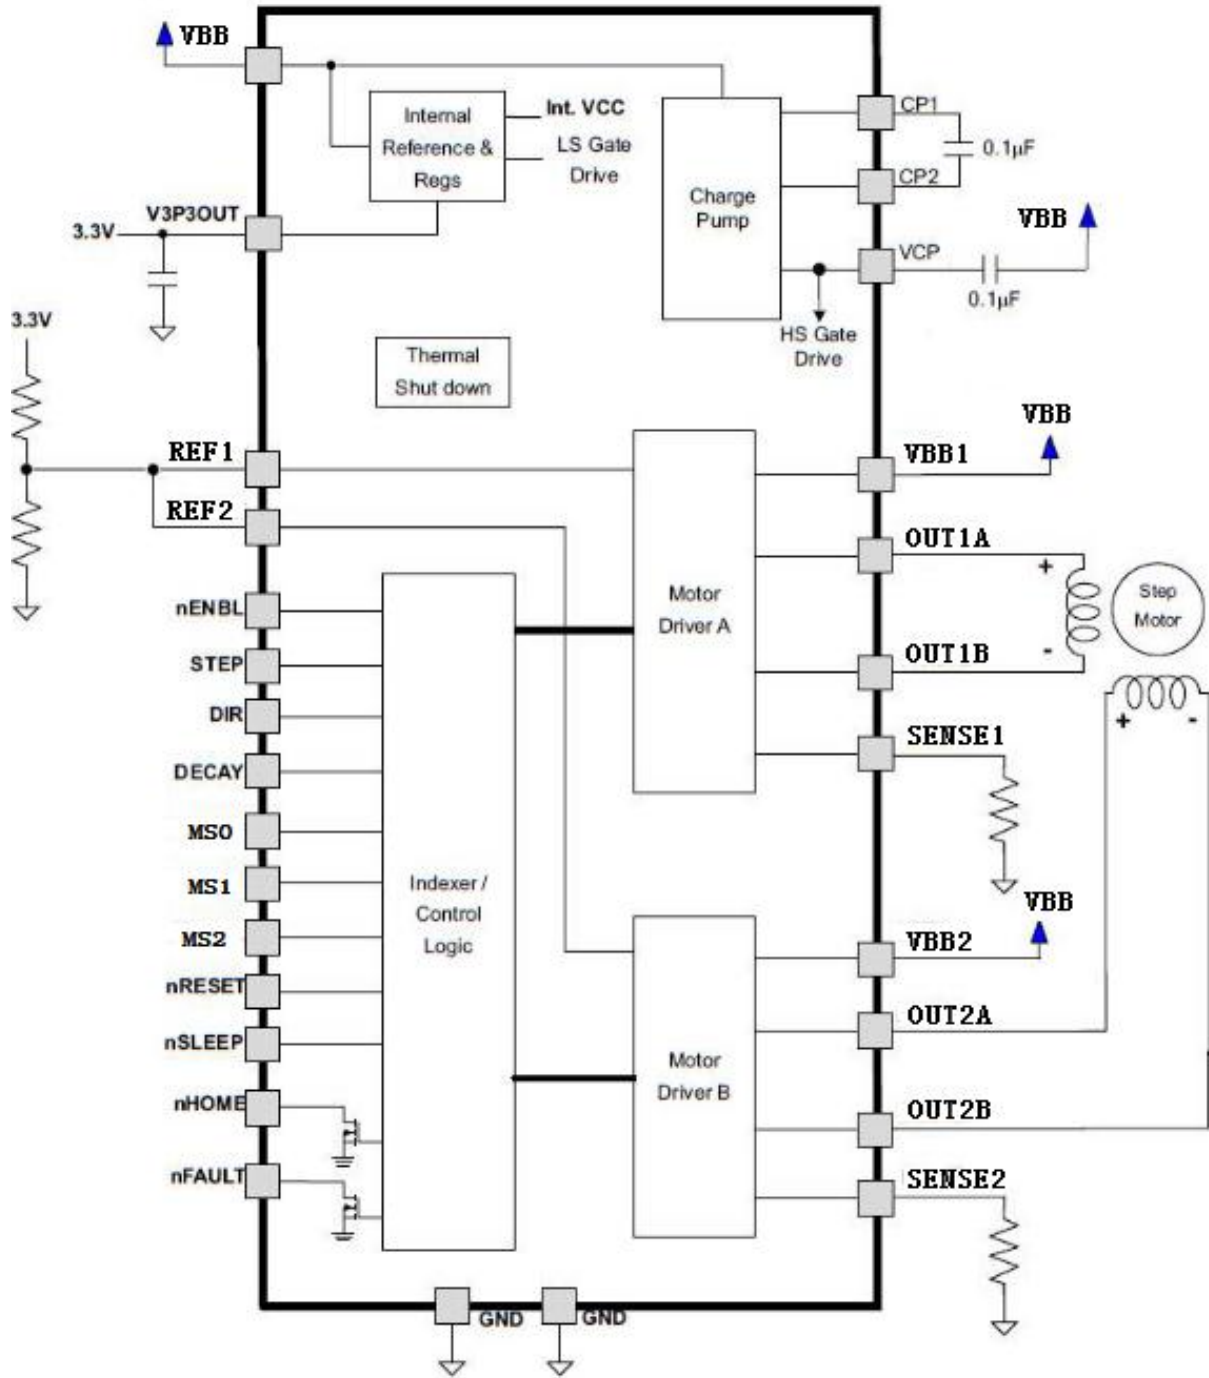 VBB
CP1
Internal
Reference &
Regs
Int. VCC
LS Gate
Drive
0.1µF
CP2
Charge
Pump
V3P3OUT
3.3V
VBB
VCP
0.1µF
3.3V
HS Gate
Drive
Thermal
Shut down
VBB
REF1
VBB1
REF2
OUT1A
+
Step
Motor
nENBL
Motor
Driver A
-
OUT1B
STEP
DIR
+
-
SENSE1
DECAY
MS0
MS1
Indexer /
Control
Logic
VBB
MS2
VBB2
nRESET
OUT2A
nSLEEP
Motor
Driver B
nHOME
OUT2B
nFAULT
SENSE2
GND
GND